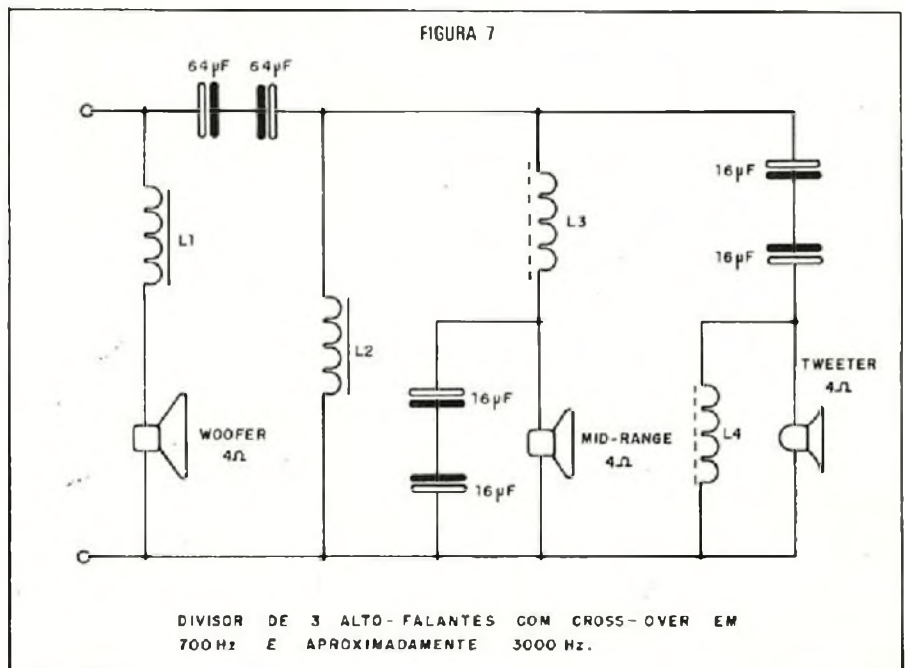 FIGURA 7
64µF 64µF
L1
L2
L3
16µF
16µF
WOOFER
4Ω
16µF
16µF
MID-RANGE
4Ω
L4
TWEETER
4Ω
DIVISOR DE 3 ALTO-FALANTES COM CROSS-OVER EM
700Hz E APROXIMADAMENTE 3000 Hz.